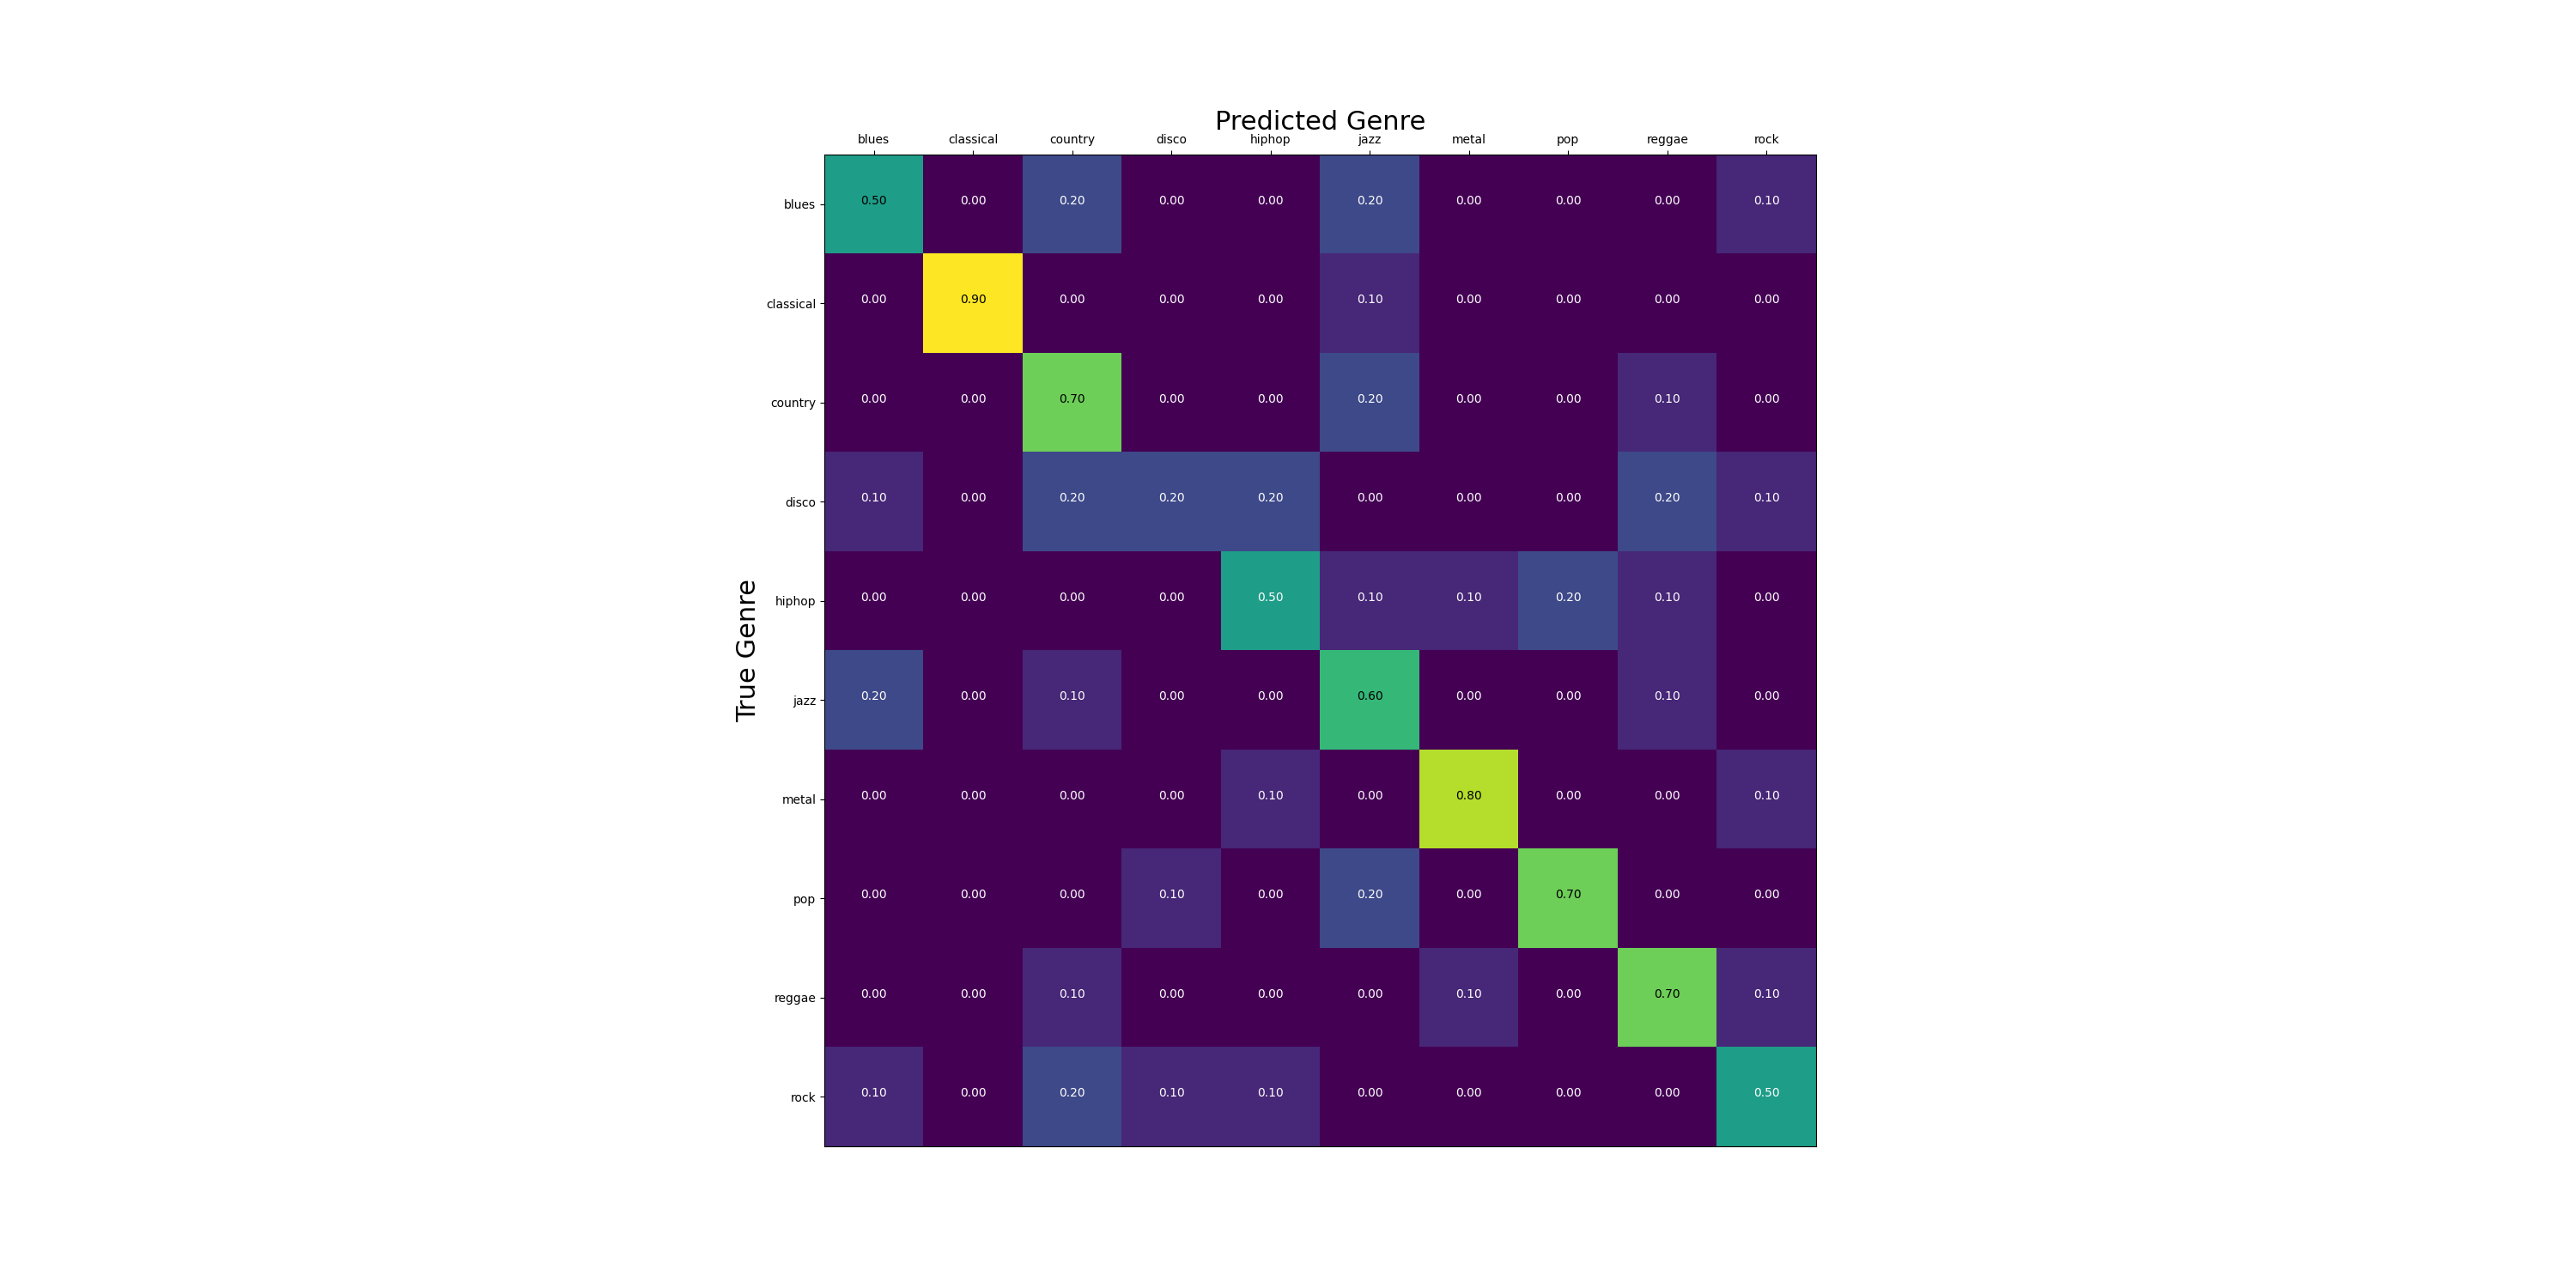 Predicted Genre
blues classical country disco hiphop jazz metal pop reggae rock
blues 0.50 0.00 0.20 0.00 0.00 0.20 0.00 0.00 0.00 0.10
classical 0.00 0.90 0.00 0.00 0.00 0.10 0.00 0.00 0.00 0.00
country 0.00 0.00 0.70 0.00 0.00 0.20 0.00 0.00 0.10 0.00
disco 0.10 0.00 0.20 0.20 0.20 0.00 0.00 0.00 0.20 0.10
hiphop 0.00 0.00 0.00 0.00 0.50 0.10 0.10 0.20 0.10 0.00
True Genre
jazz 0.20 0.00 0.10 0.00 0.00 0.60 0.00 0.00 0.10 0.00
metal 0.00 0.00 0.00 0.00 0.10 0.00 0.80 0.00 0.00 0.10
pop 0.00 0.00 0.00 0.10 0.00 0.20 0.00 0.70 0.00 0.00
reggae 0.00 0.00 0.10 0.00 0.00 0.00 0.10 0.00 0.70 0.10
rock 0.10 0.00 0.20 0.10 0.10 0.00 0.00 0.00 0.00 0.50